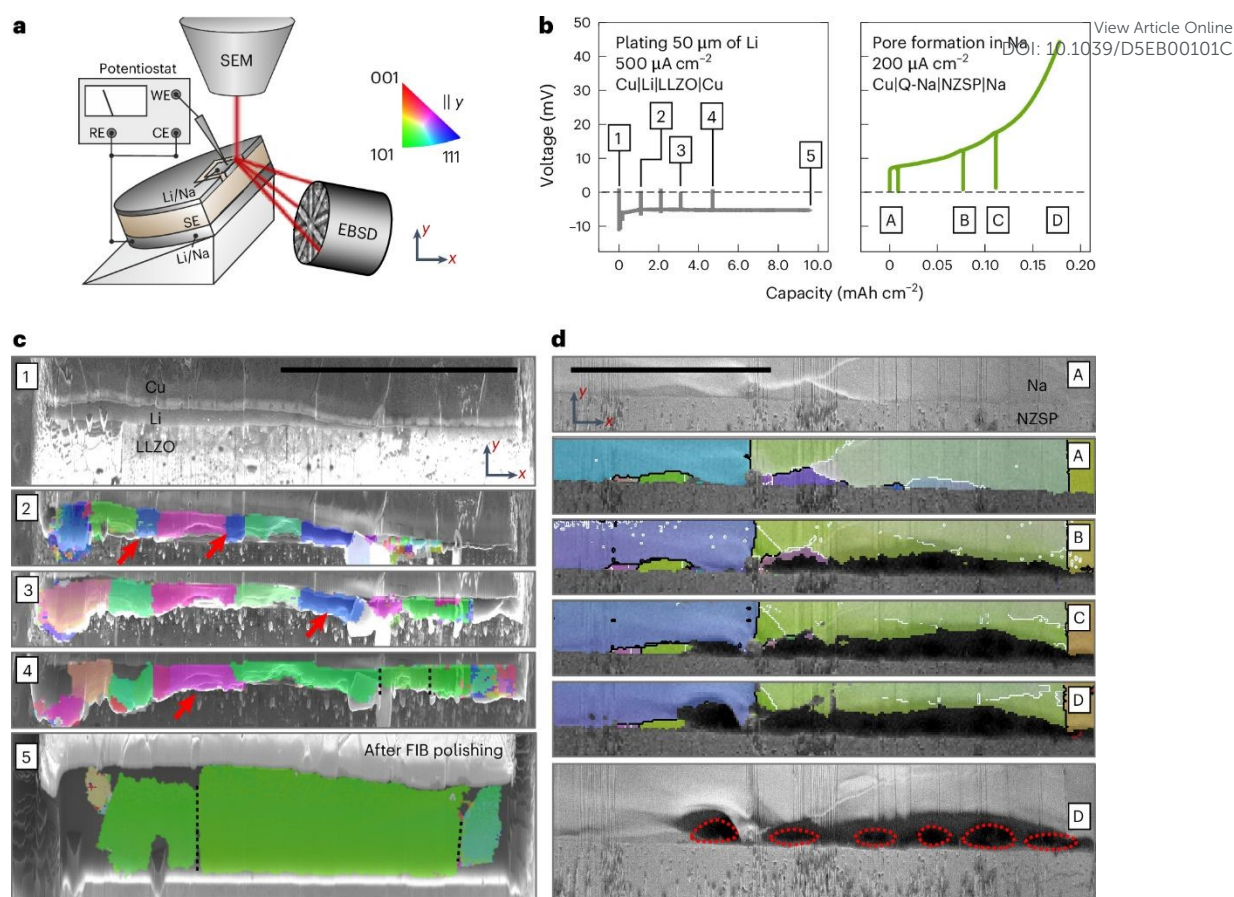 View Article Online
DOI: 10.1039/D5EB00101C
a
SEM
Potentiostat
WE
RE
CE
Li/Na
SE
Li/Na
EBSD
001
|| y
101
111
y
x
b
Plating 50 μm of Li
500 μA cm⁻²
Cu|Li|LLZO|Cu
1
2
3
4
5
Voltage (mV)
50
40
30
20
10
0
−10
0
2.0
4.0
6.0
8.0
10.0
Pore formation in Na
200 μA cm⁻²
Cu|Q-Na|NZSP|Na
A
B
C
D
0
0.05
0.10
0.15
0.20
Capacity (mAh cm⁻²)
c
1
Cu
Li
LLZO
y
x
2
3
4
5
After FIB polishing
d
A
Na
NZSP
y
x
A
B
C
D
D